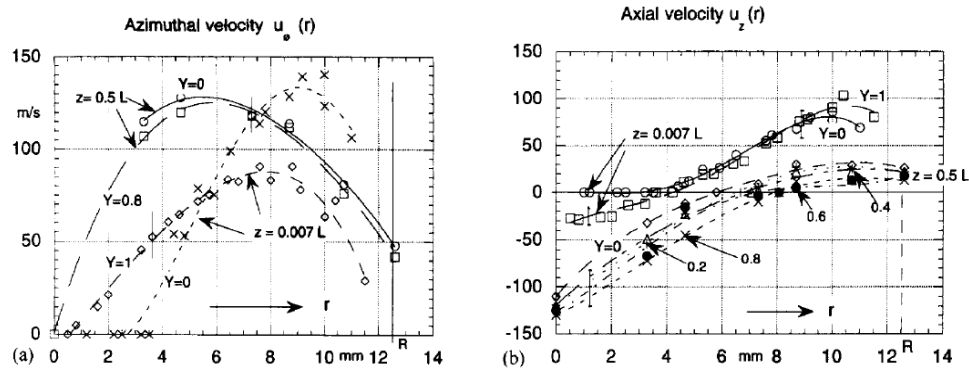 Azimuthal velocity uø(r)
150
m/s
100
50
0
Y=0
z= 0.5 L
Y=0.8
Y=1
Y=0
z= 0.007 L
r
R
(a)
0 2 4 6 8 10 mm 12 14
Axial velocity uz(r)
150
100
50
0
-50
-100
-150
Y=1
Y=0
z= 0.007 L
z=0.5 L
0.4
0.6
Y=0
0.2
0.8
r
R
(b)
0 2 4 6 mm 8 10 12 14